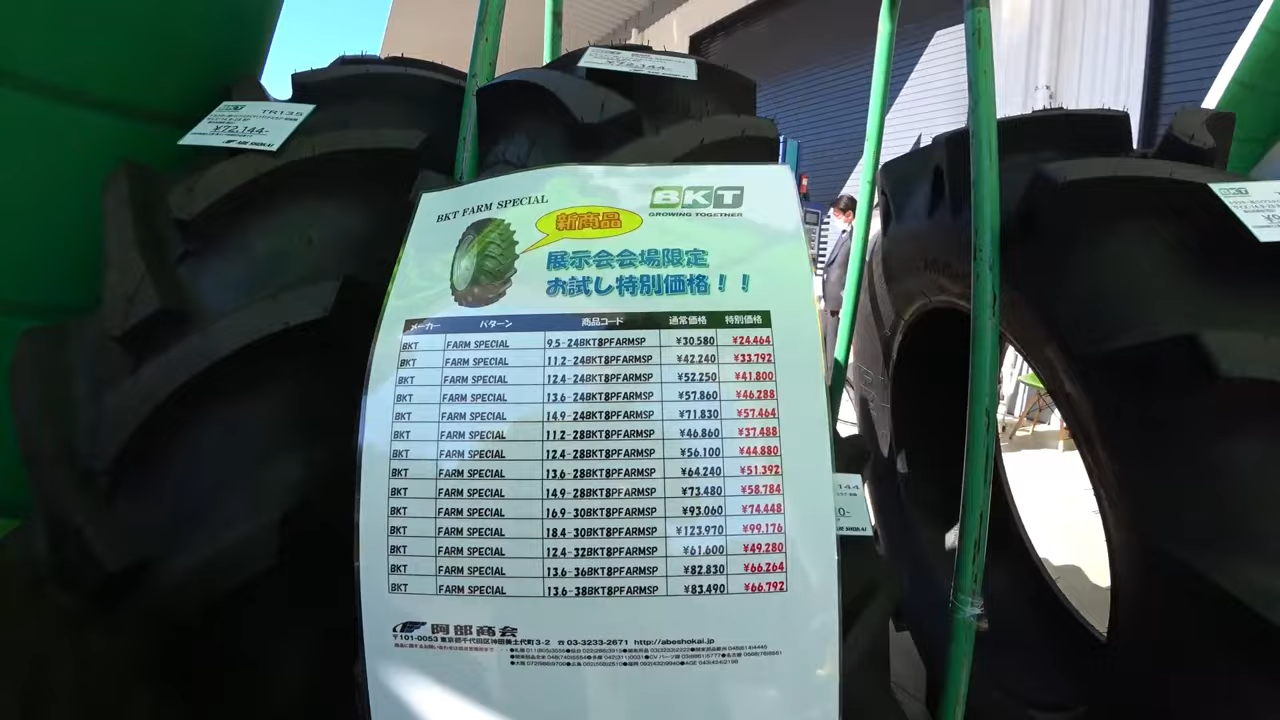 BKT TR135
¥72,144-
ABE SHOKAI
¥72,144-
BKT FARM SPECIAL
BKT
GROWING TOGETHER
新商品
展示会会場限定
お試し特別価格！！
メーカー パターン 商品コード 通常価格 特別価格
BKT FARM SPECIAL 9.5-24BKT8PFARMSP ¥30,580 ¥24,464
BKT FARM SPECIAL 11.2-24BKT8PFARMSP ¥42,240 ¥33,792
BKT FARM SPECIAL 12.4-24BKT8PFARMSP ¥52,250 ¥41,800
BKT FARM SPECIAL 13.6-24BKT8PFARMSP ¥57,860 ¥46,288
BKT FARM SPECIAL 14.9-24BKT8PFARMSP ¥71,830 ¥57,464
BKT FARM SPECIAL 11.2-28BKT8PFARMSP ¥46,860 ¥37,488
BKT FARM SPECIAL 12.4-28BKT8PFARMSP ¥56,100 ¥44,880
BKT FARM SPECIAL 13.6-28BKT8PFARMSP ¥64,240 ¥51,392
BKT FARM SPECIAL 14.9-28BKT8PFARMSP ¥73,480 ¥58,784
BKT FARM SPECIAL 16.9-30BKT8PFARMSP ¥93,060 ¥74,448
BKT FARM SPECIAL 18.4-30BKT8PFARMSP ¥123,970 ¥99,176
BKT FARM SPECIAL 12.4-32BKT8PFARMSP ¥61,600 ¥49,280
BKT FARM SPECIAL 13.6-36BKT8PFARMSP ¥82,830 ¥66,264
BKT FARM SPECIAL 13.6-38BKT8PFARMSP ¥83,490 ¥66,792
阿部商会
〒101-0053 東京都千代田区神田美土代町3-2 ☎03-3233-2671 http://abeshokai.jp
BKT
144
0-
ABE SHOKAI